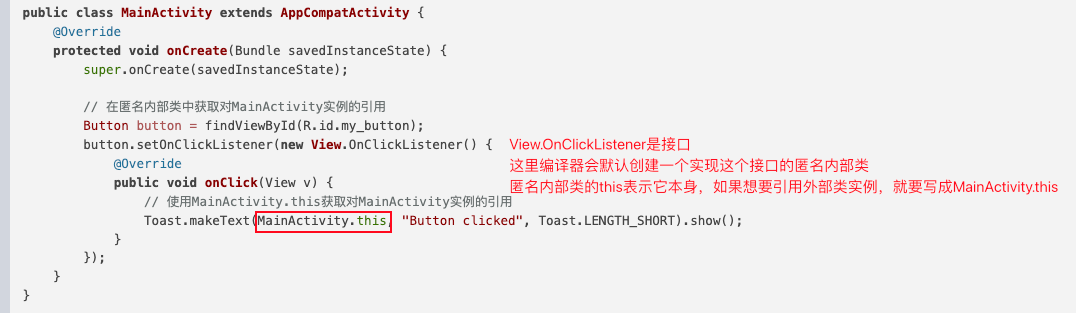 public class MainActivity extends AppCompatActivity {
@Override
protected void onCreate(Bundle savedInstanceState) {
super.onCreate(savedInstanceState);
// 在匿名内部类中获取对MainActivity实例的引用
Button button = findViewById(R.id.my_button);
button.setOnClickListener(new View.OnClickListener() { View.OnClickListener是接口
@Override 这里编译器会默认创建一个实现这个接口的匿名内部类
public void onClick(View v) { 匿名内部类的this表示它本身，如果想要引用外部类实例，就要写成MainActivity.this
// 使用MainActivity.this获取对MainActivity实例的引用
Toast.makeText(MainActivity.this, "Button clicked", Toast.LENGTH_SHORT).show();
}
});
}
}